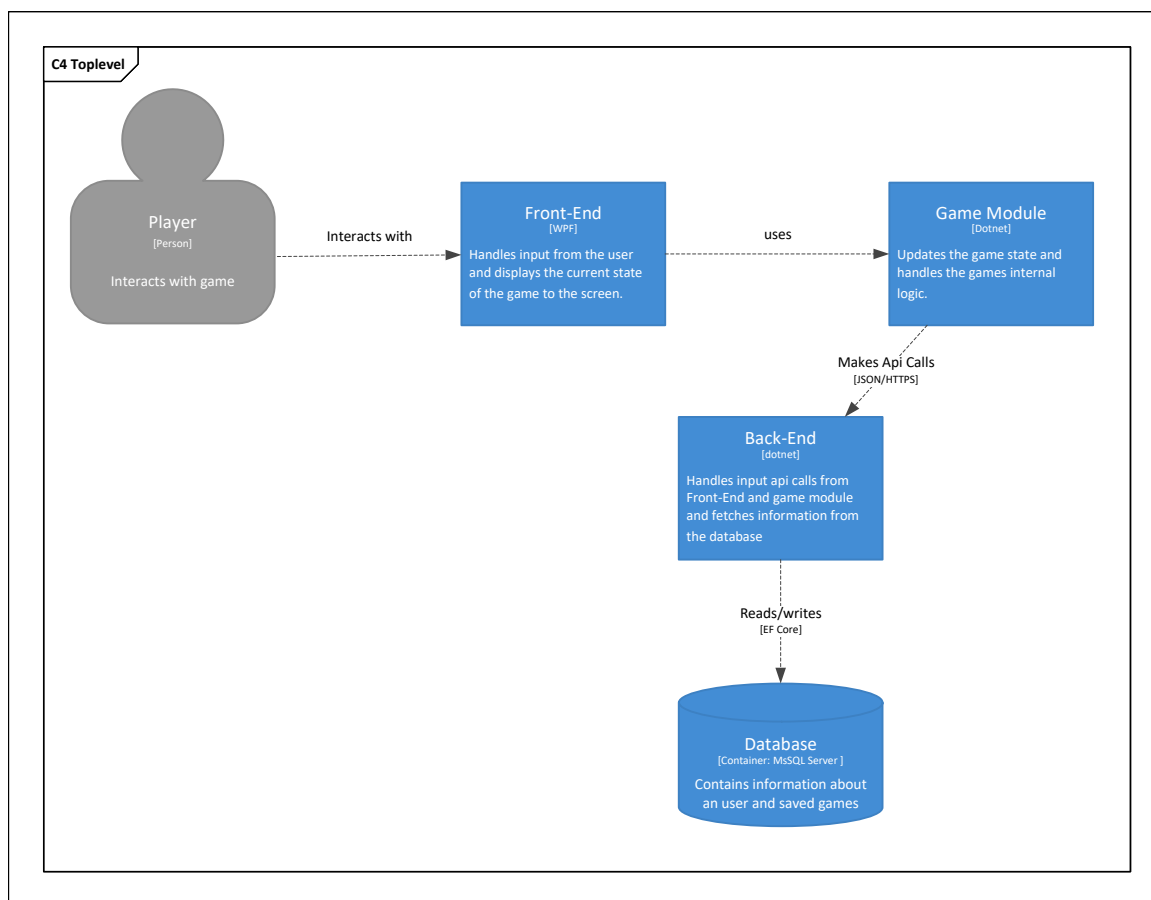 C4 Toplevel
Player
[Person]
Interacts with game
Interacts with
Front-End
[WPF]
Handles input from the user
and displays the current state
of the game to the screen.
uses
Game Module
[Dotnet]
Updates the game state and
handles the games internal
logic.
Makes Api Calls
[JSON/HTTPS]
Back-End
[dotnet]
Handles input api calls from
Front-End and game module
and fetches information from
the database
Reads/writes
[EF Core]
Database
[Container: MsSQL Server ]
Contains information about
an user and saved games